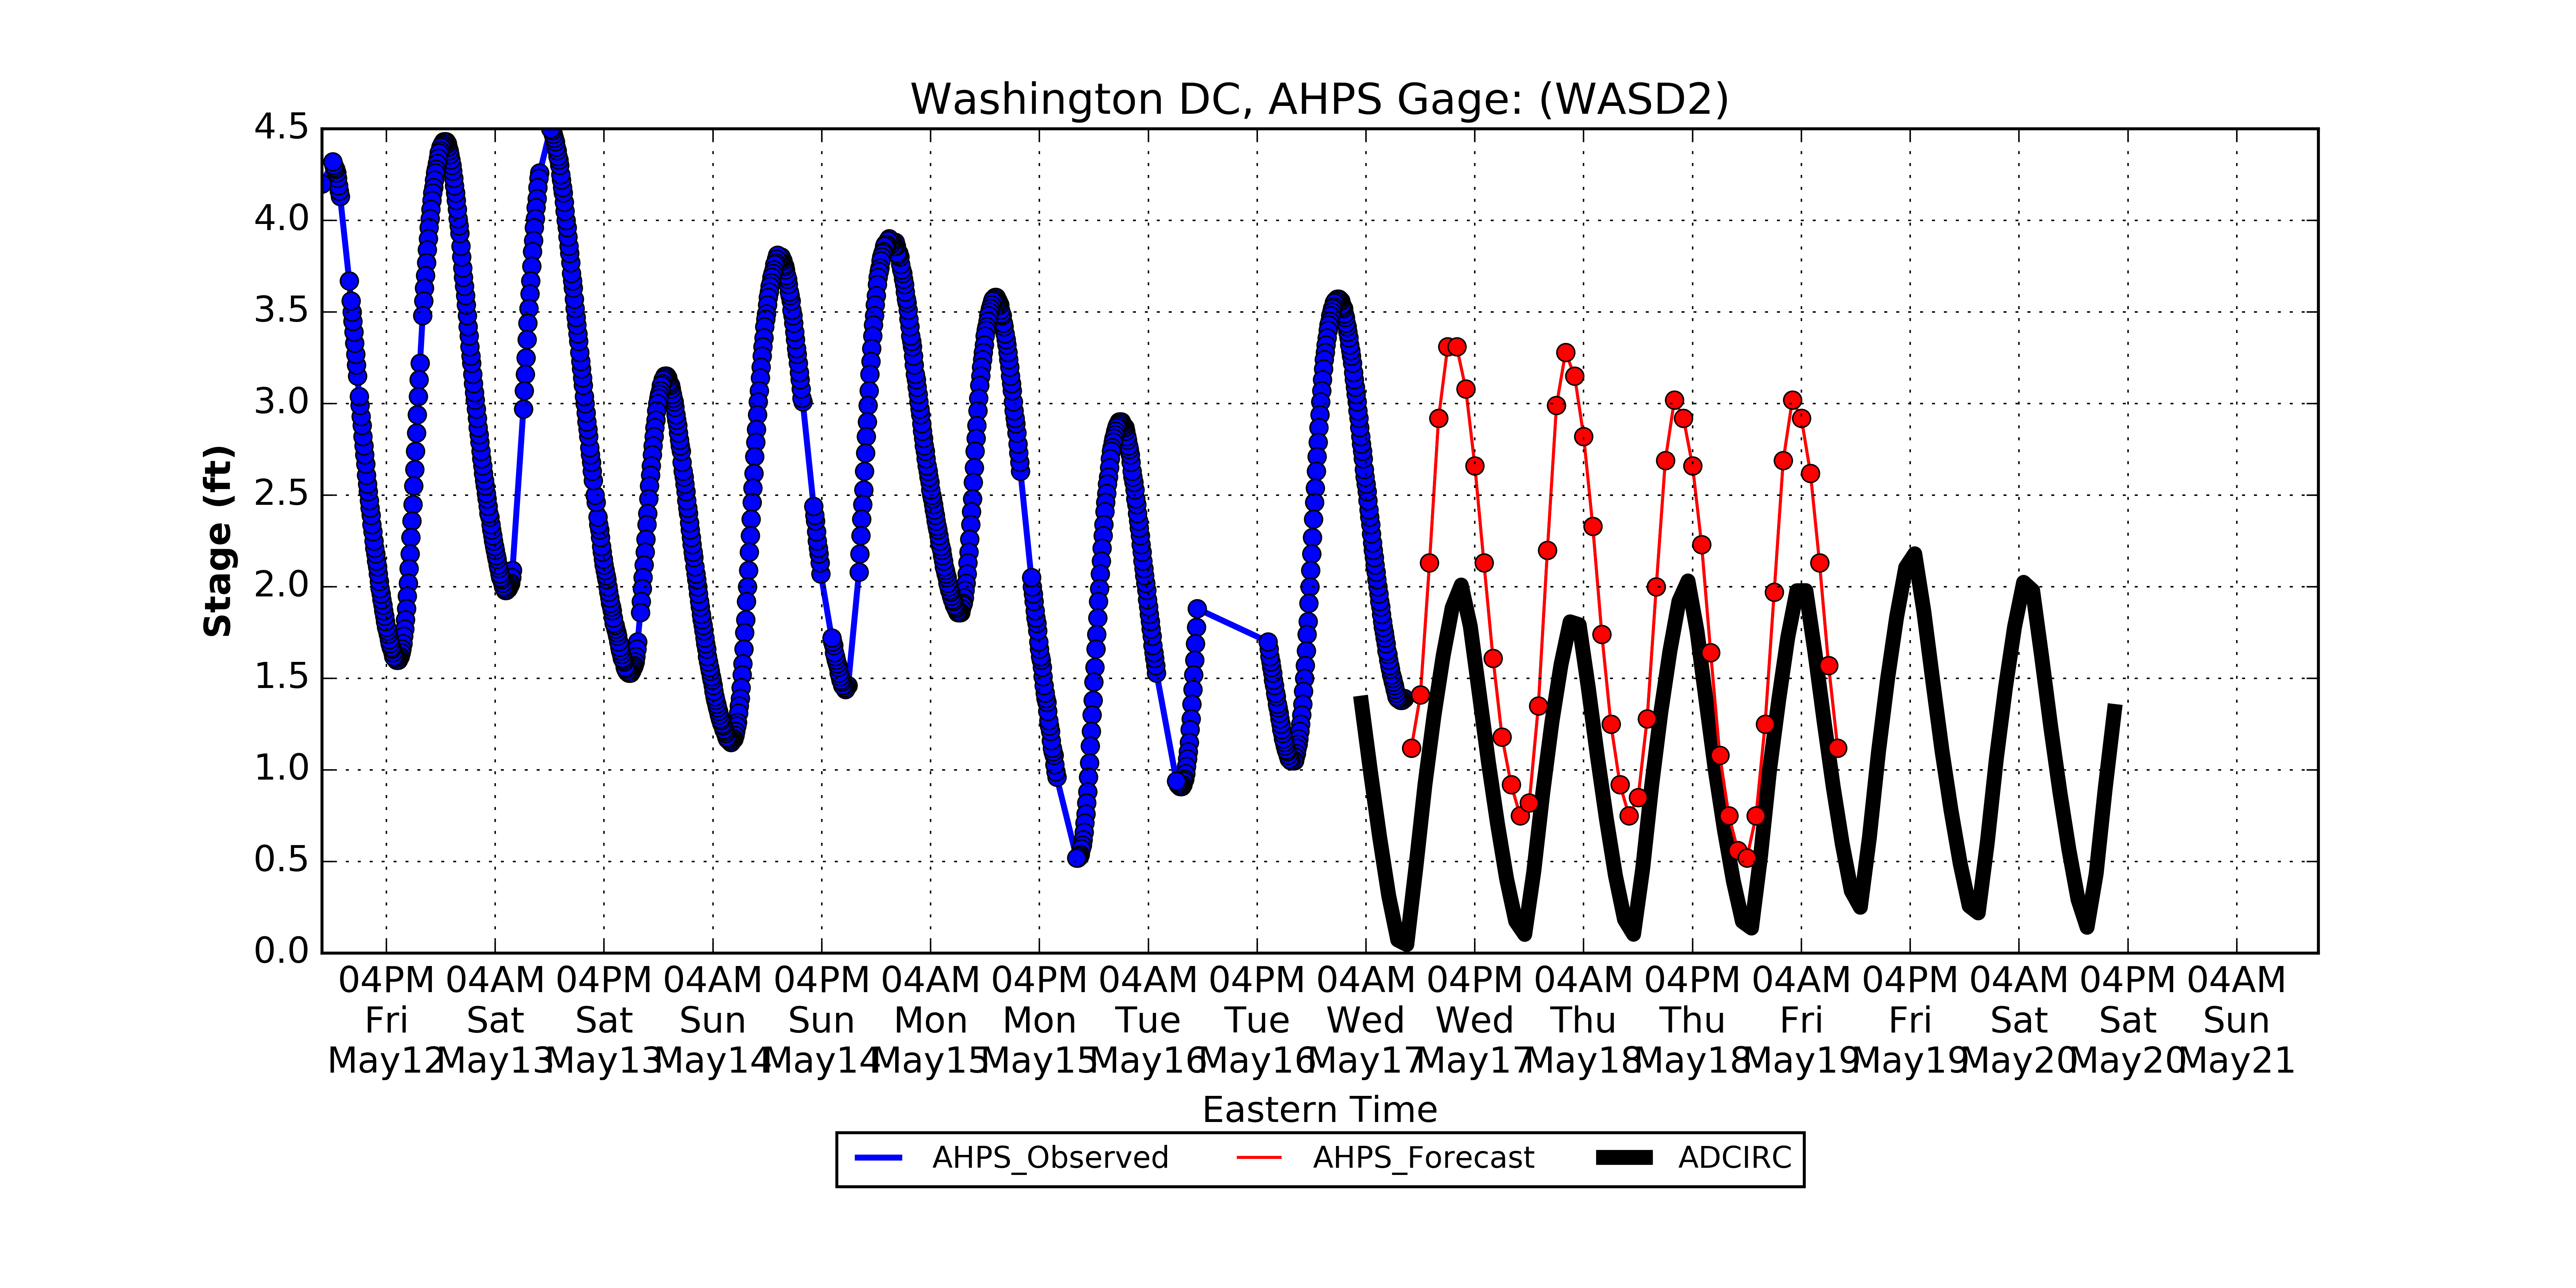 Washington DC, AHPS Gage: (WASD2)
Stage (ft)
4.5
4.0
3.5
3.0
2.5
2.0
1.5
1.0
0.5
0.0
04PM 04AM 04PM 04AM 04PM 04AM 04PM 04AM 04PM 04AM 04PM 04AM 04PM 04AM 04PM 04AM 04PM 04AM
Fri Sat Sat Sun Sun Mon Mon Tue Tue Wed Wed Thu Thu Fri Fri Sat Sat Sun
May12 May13 May13 May14 May14 May15 May15 May16 May16 May17 May17 May18 May18 May19 May19 May20 May20 May21
Eastern Time
AHPS_Observed AHPS_Forecast ADCIRC